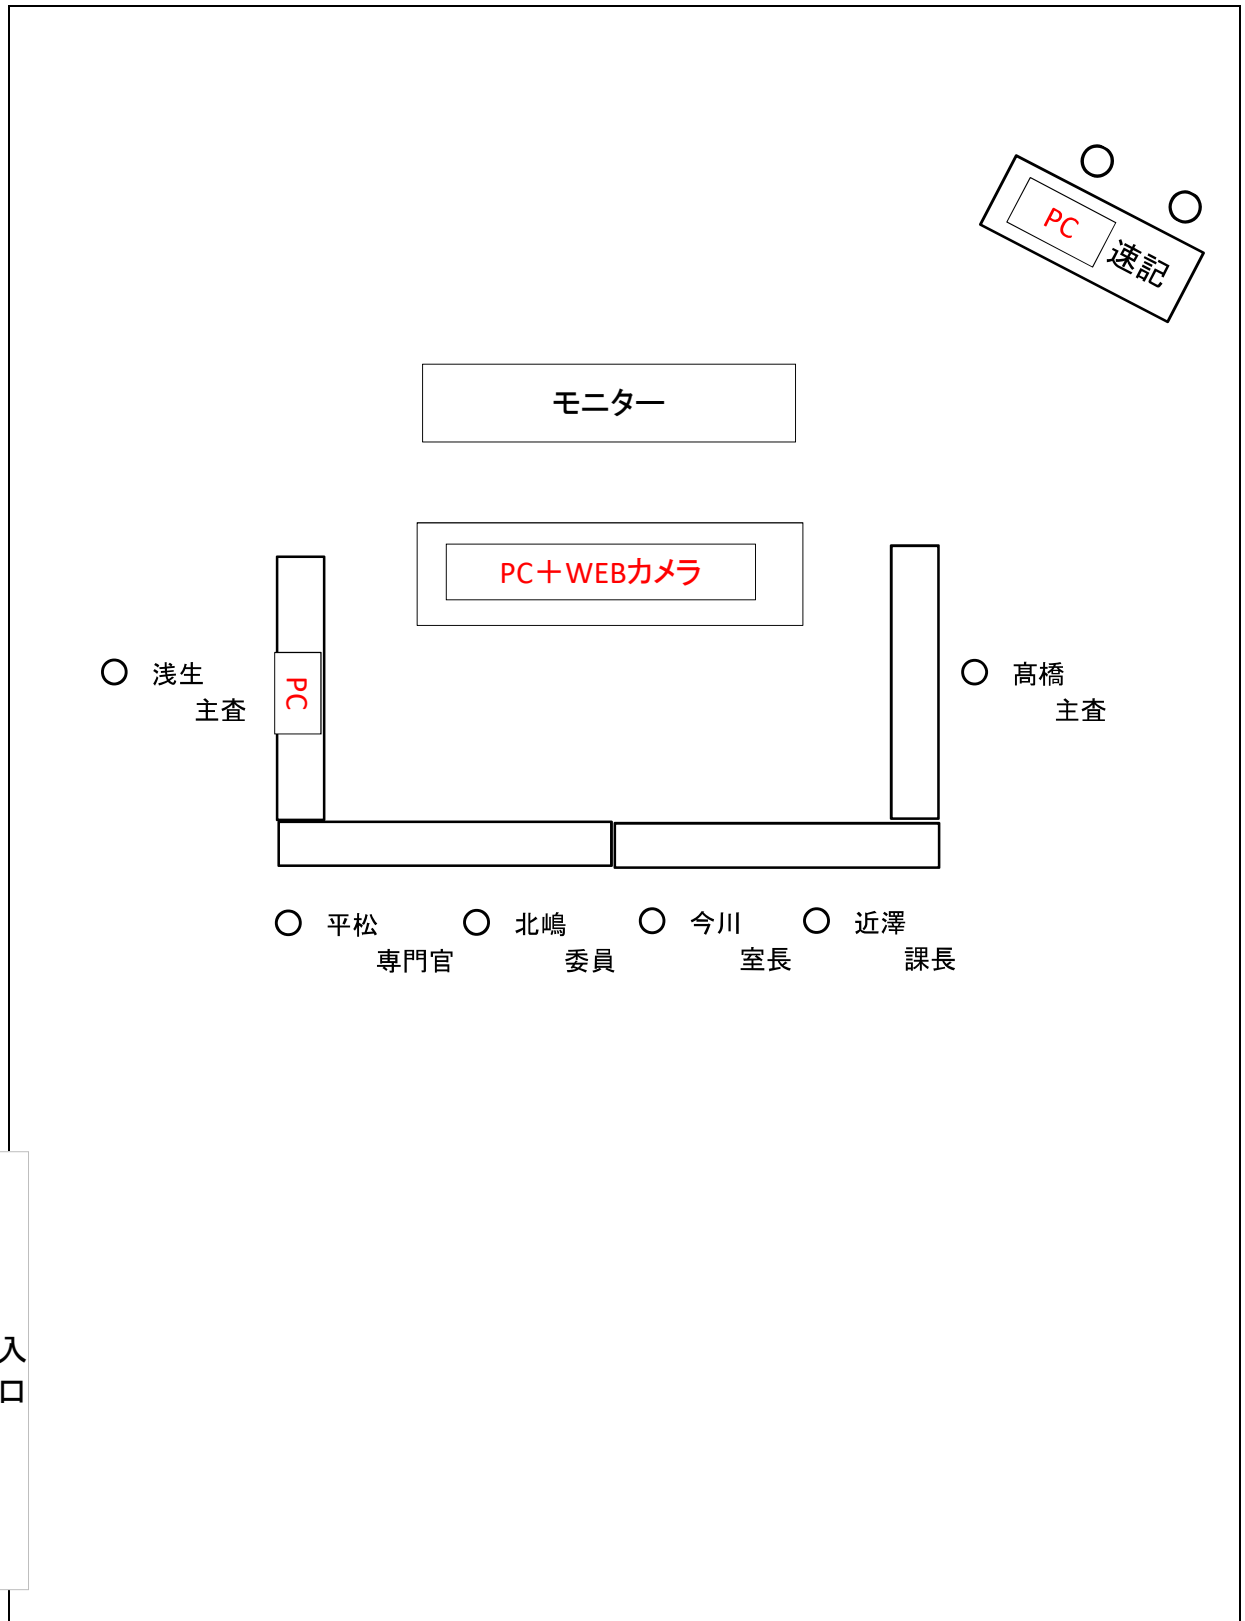 PC
速記
モニター
PC＋WEBカメラ
浅生
主査
PC
髙橋
主査
平松
専門官
北嶋
委員
今川
室長
近澤
課長
入
口